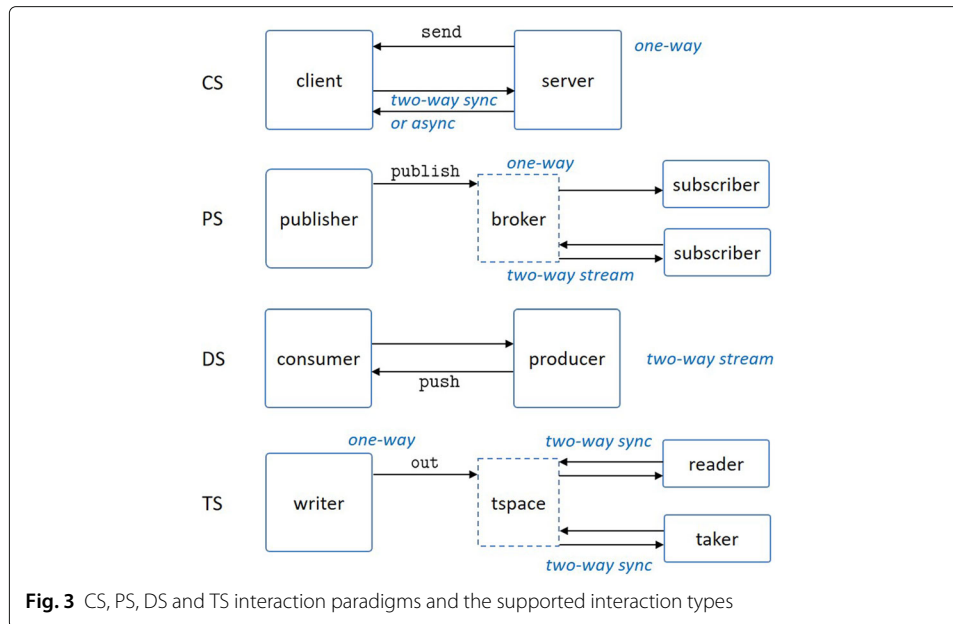 send
one-way
client
server
CS
two-way sync
or async
one-way
publish
subscriber
publisher
broker
PS
subscriber
two-way stream
consumer
producer
DS
two-way stream
push
one-way
two-way sync
out
reader
writer
tspace
TS
taker
two-way sync
Fig. 3 CS, PS, DS and TS interaction paradigms and the supported interaction types